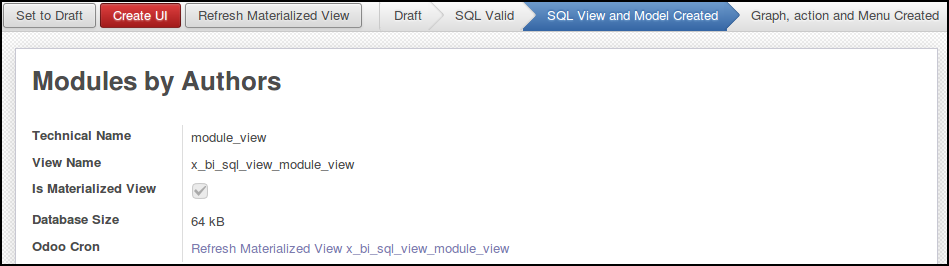 Set to Draft Create UI Refresh Materialized View Draft SQL Valid SQL View and Model Created Graph, action and Menu Created
Modules by Authors
Technical Name module_view
View Name x_bi_sql_view_module_view
Is Materialized View
Database Size 64 kB
Odoo Cron Refresh Materialized View x_bi_sql_view_module_view